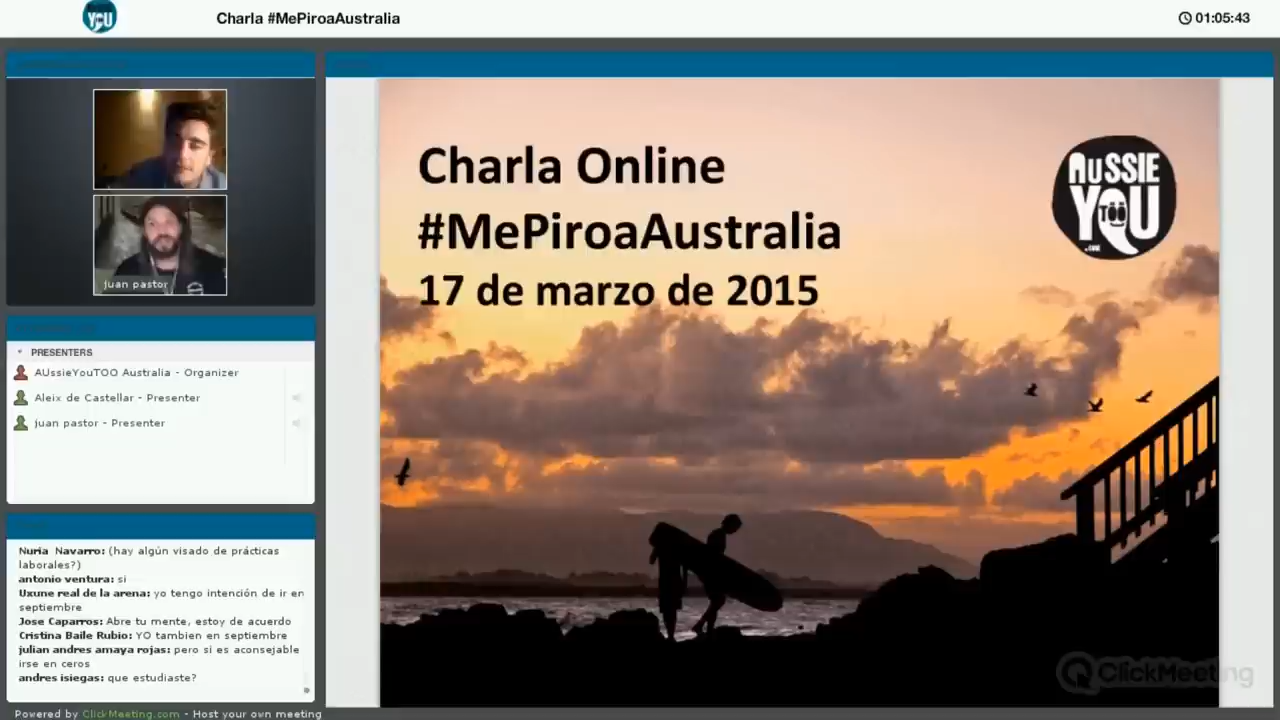 YOU
Charla #MePiroaAustralia
01:05:43
juan pastor
PRESENTERS
AUssieYouTOO Australia - Organizer
Aleix de Castellar - Presenter
juan pastor - Presenter
Nuria Navarro: (hay algún visado de prácticas
laborales?)
antonio ventura: si
Uxune real de la arena: yo tengo intención de ir en
septiembre
Jose Caparros: Abre tu mente, estoy de acuerdo
Cristina Baile Rubio: YO tambien en septiembre
julian andres amaya rojas: pero si es aconsejable
irse en ceros
andres isiegas: que estudiaste?
Powered by ClickMeeting.com - Host your own meeting
Charla Online
#MePiroaAustralia
17 de marzo de 2015
AUSSIE
YOU
TOO
.COM
ClickMeeting